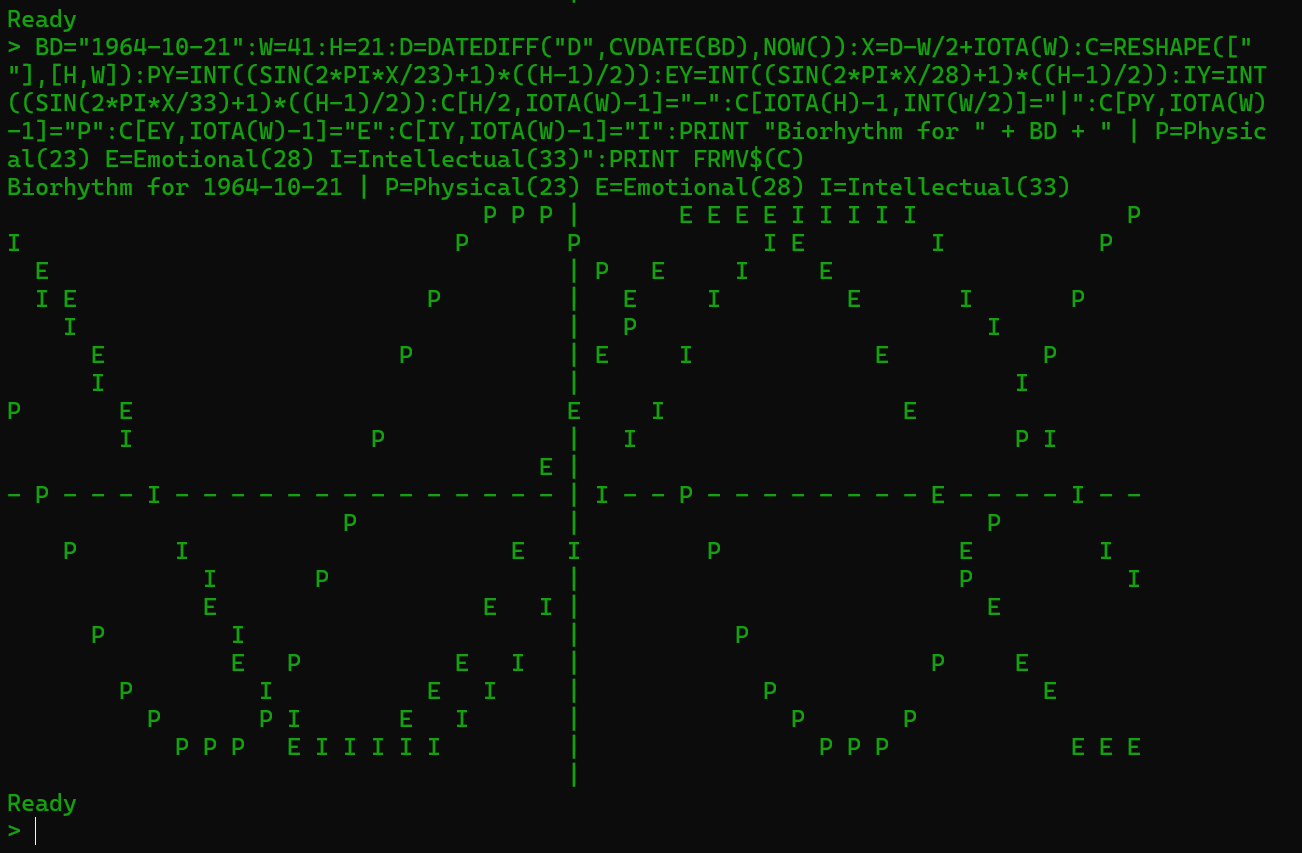 Ready
> BD="1964-10-21":W=41:H=21:D=DATEDIFF("D",CVDATE(BD),NOW()):X=D-W/2+IOTA(W):C=RESHAPE(["
"],[H,W]):PY=INT((SIN(2*PI*X/23)+1)*((H-1)/2)):EY=INT((SIN(2*PI*X/28)+1)*((H-1)/2)):IY=INT
((SIN(2*PI*X/33)+1)*((H-1)/2)):C[H/2,IOTA(W)-1]="-":C[IOTA(H)-1,INT(W/2)]="|":C[PY,IOTA(W)
-1]="P":C[EY,IOTA(W)-1]="E":C[IY,IOTA(W)-1]="I":PRINT "Biorhythm for " + BD + " | P=Physic
al(23) E=Emotional(28) I=Intellectual(33)":PRINT FRMV$(C)
Biorhythm for 1964-10-21 | P=Physical(23) E=Emotional(28) I=Intellectual(33)
P P P | E E E E I I I I I P
I P P I E I P
E | P E I E
I E P | E I E I P
I | P I
E P | E I E P
I | I
P E E I E
I P | I P I
E |
- P - - - I - - - - - - - - - - - - - - | I - - P - - - - - - - - E - - - - I - -
P | P
P I E I P E I
I P | P I
E E I | E
P I | P
E P E I | P E
P I E I | P E
P P I E I | P P
P P P E I I I I I | P P P E E E
|
Ready
>